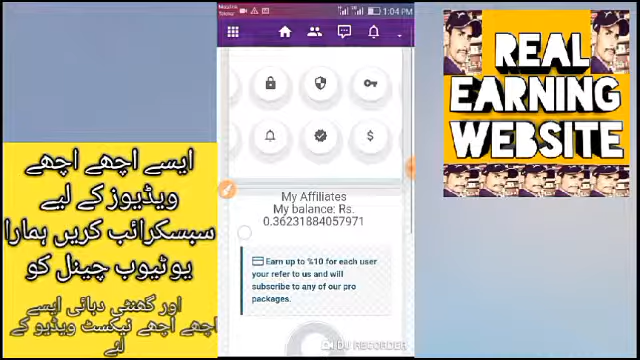 1:04 PM
REAL
EARNING
WEBSITE
ایسے اچھے اچھے
ویڈیوز کے لیے
سبسکرائب کریں ہمارا
یوٹیوب چینل کو
اور گھنٹی دبائی ایسے
اچھے اچھے نیکسٹ ویڈیو کے
لئے
$
My Affiliates
My balance: Rs.
0.36231884057971
Earn up to %10 for each user
your refer to us and will
subscribe to any of our pro
packages.
DU RECORDER